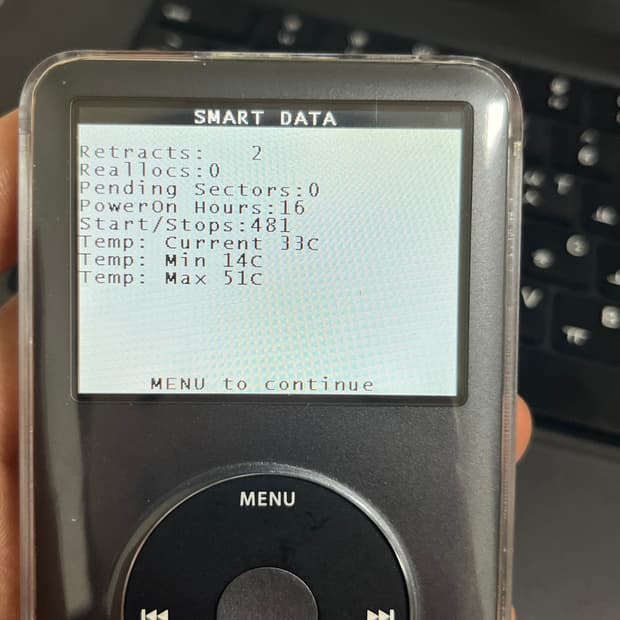 SMART DATA
Retracts: 2
Reallocs:0
Pending Sectors:0
PowerOn Hours:16
Start/Stops:481
Temp: Current 33c
Temp: Min 14c
Temp: Max 51c
MENU to continue
MENU